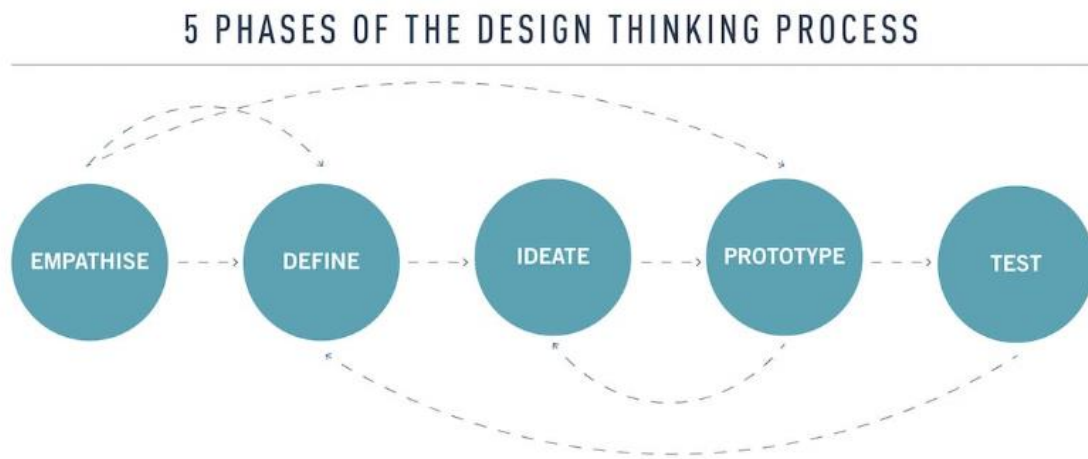 5 PHASES OF THE DESIGN THINKING PROCESS
EMPATHISE
DEFINE
IDEATE
PROTOTYPE
TEST